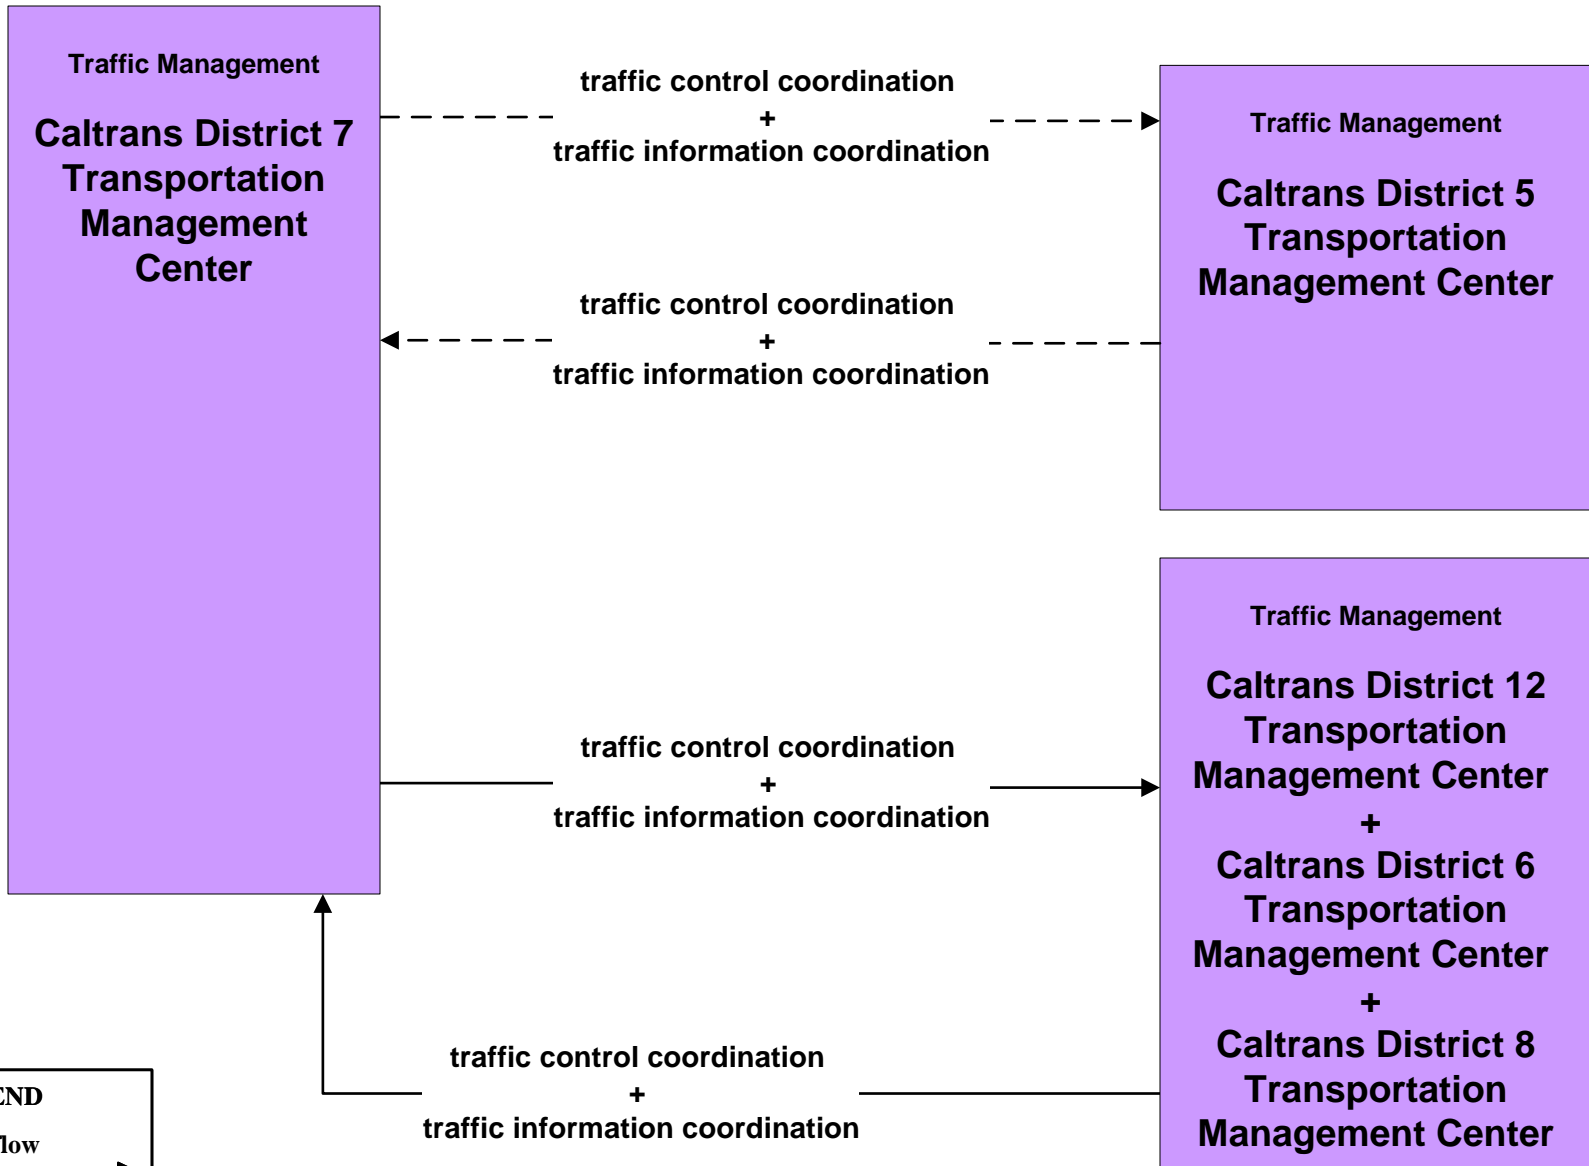 Traffic Management
Caltrans District 7
Transportation
Management
Center
traffic control coordination
+
traffic information coordination
Traffic Management
Caltrans District 5
Transportation
Management Center
traffic control coordination
+
traffic information coordination
traffic control coordination
+
traffic information coordination
Traffic Management
Caltrans District 12
Transportation
Management Center
+
Caltrans District 6
Transportation
Management Center
+
Caltrans District 8
Transportation
Management Center
traffic control coordination
+
traffic information coordination